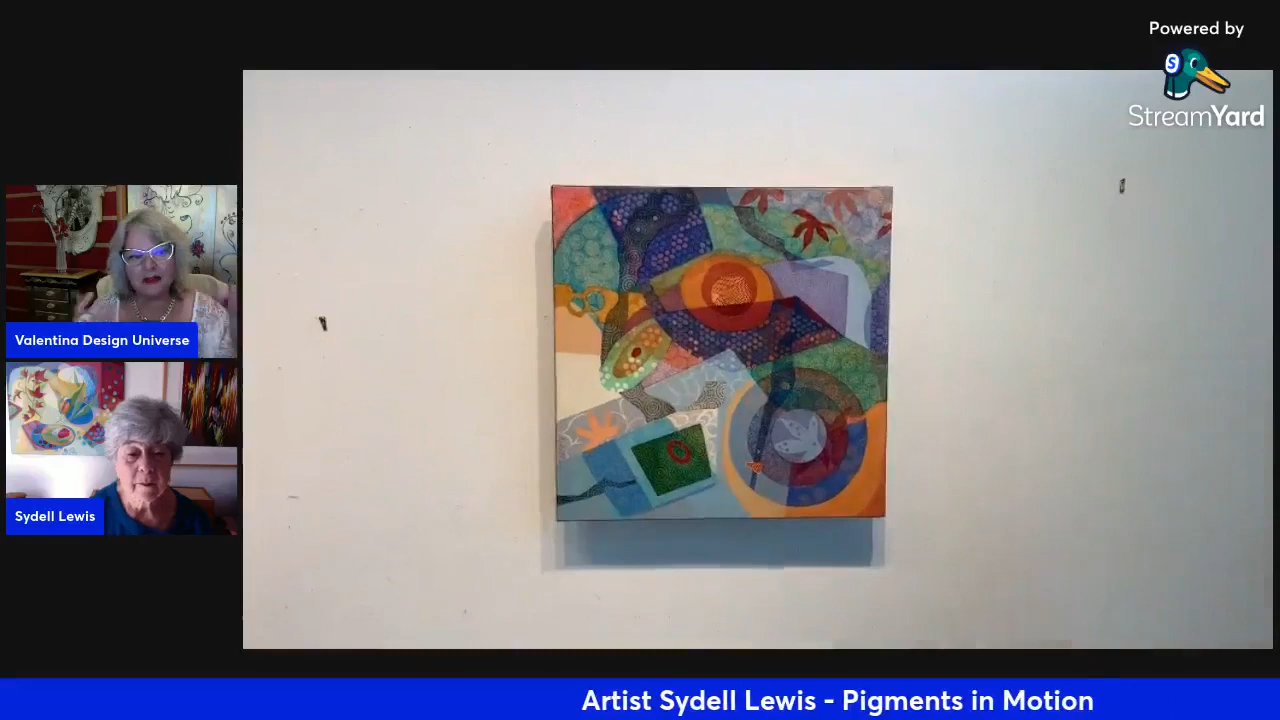 Powered by
S
StreamYard
Valentina Design Universe
Sydell Lewis
Artist Sydell Lewis - Pigments in Motion